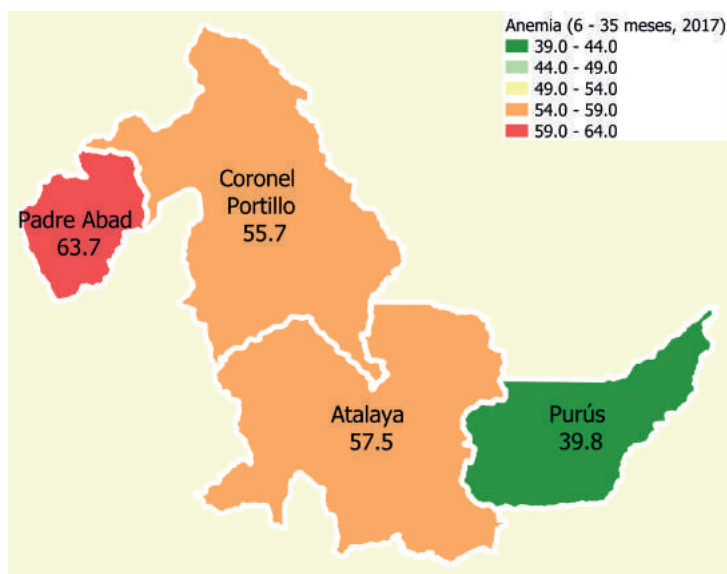 Anemia (6 - 35 meses, 2017)
39.0 - 44.0
44.0 - 49.0
49.0 - 54.0
54.0 - 59.0
59.0 - 64.0
Coronel
Portillo
55.7
Padre Abad
63.7
Atalaya
57.5
Purús
39.8